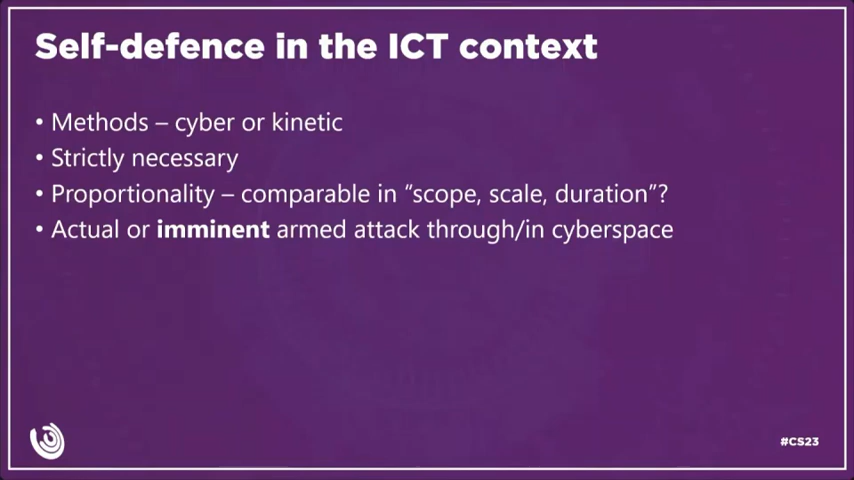 Self-defence in the ICT context
• Methods – cyber or kinetic
• Strictly necessary
• Proportionality – comparable in “scope, scale, duration”?
• Actual or imminent armed attack through/in cyberspace
#CS23